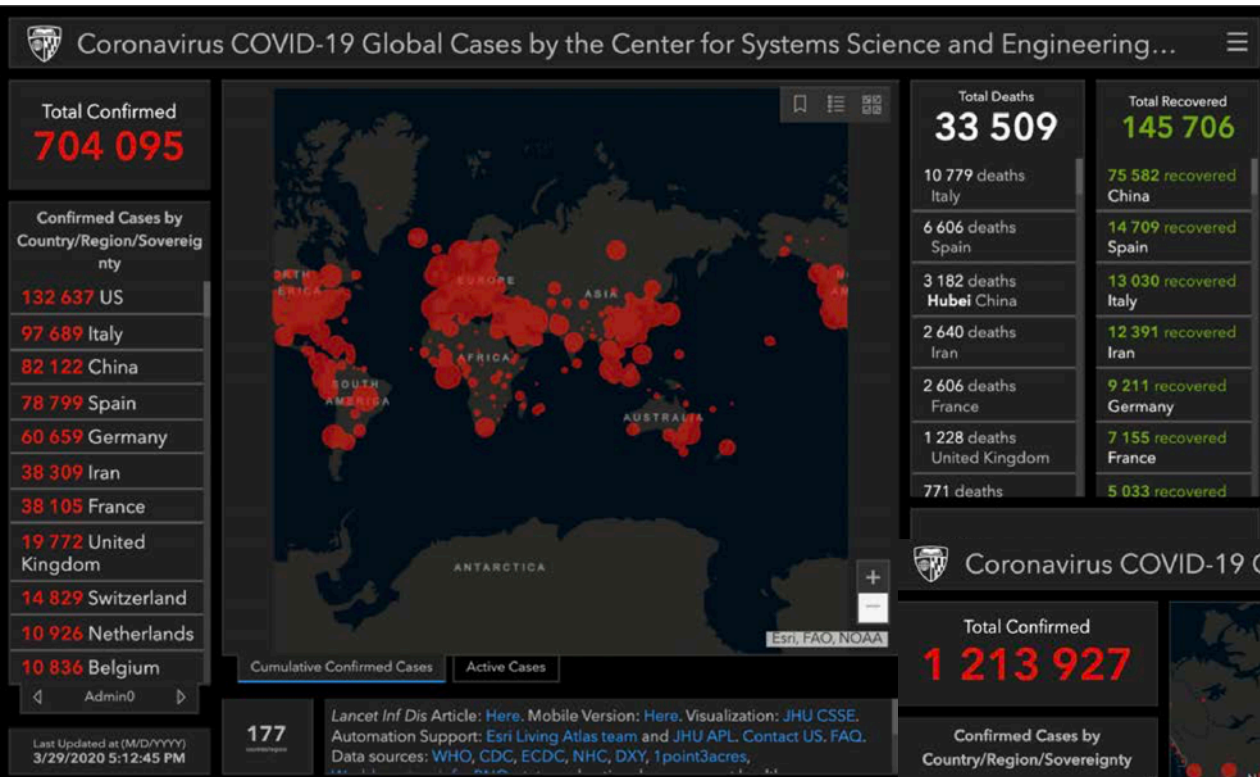 Coronavirus COVID-19 Global Cases by the Center for Systems Science and Engineering...
Total Confirmed
704 095
Confirmed Cases by
Country/Region/Sovereig
nty
132 637 US
97 689 Italy
82 122 China
78 799 Spain
60 659 Germany
38 309 Iran
38 105 France
19 772 United
Kingdom
14 829 Switzerland
10 926 Netherlands
10 836 Belgium
Admin0
Last Updated at (M/D/YYYY)
3/29/2020 5:12:45 PM
EUROPE
ASIA
AFRICA
SOUTH
AMERICA
AUSTRALIA
ANTARCTICA
Esri, FAO, NOAA
Cumulative Confirmed Cases
Active Cases
177
Lancet Inf Dis Article: Here. Mobile Version: Here. Visualization: JHU CSSE.
Automation Support: Esri Living Atlas team and JHU APL. Contact US. FAQ.
Data sources: WHO, CDC, ECDC, NHC, DXY, 1point3acres,
Total Deaths
33 509
10 779 deaths
Italy
6 606 deaths
Spain
3 182 deaths
Hubei China
2 640 deaths
Iran
2 606 deaths
France
1 228 deaths
United Kingdom
771 deaths
Total Recovered
145 706
75 582 recovered
China
14 709 recovered
Spain
13 030 recovered
Italy
12 391 recovered
Iran
9 211 recovered
Germany
7 155 recovered
France
5 033 recovered
Coronavirus COVID-19
Total Confirmed
1 213 927
Confirmed Cases by
Country/Region/Sovereignty